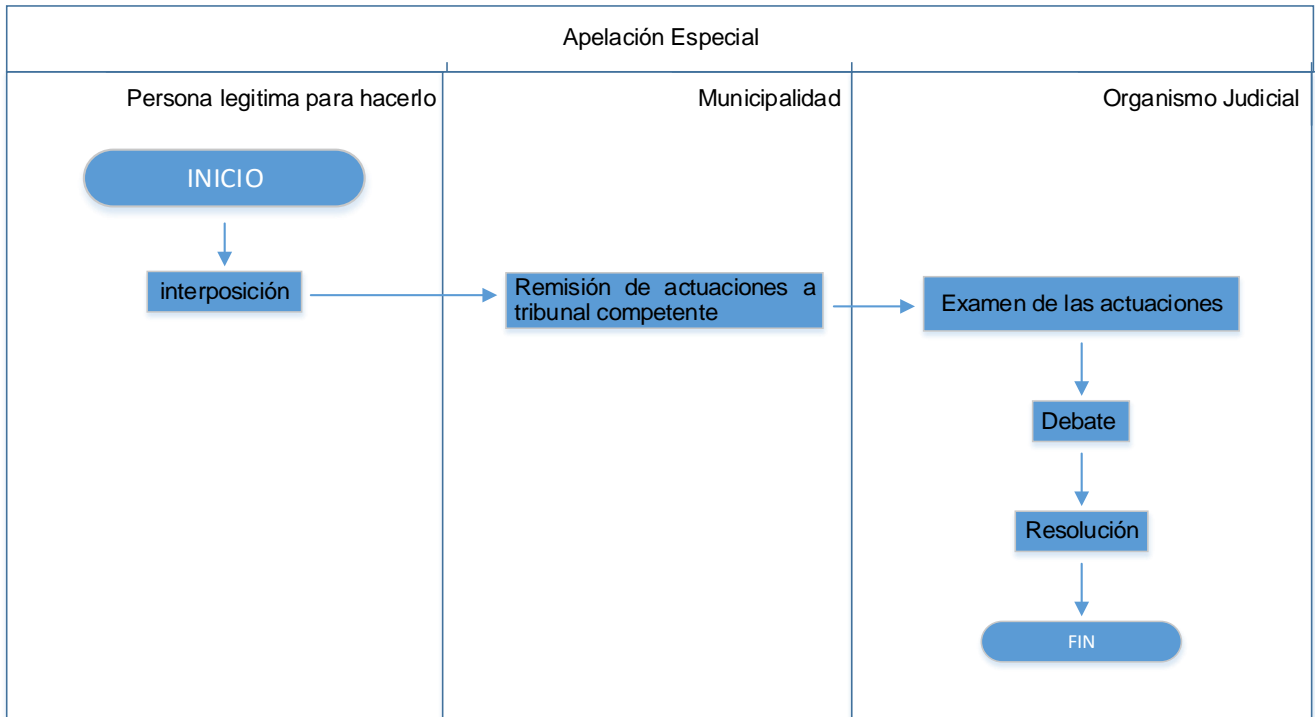 Apelación Especial
Persona legitima para hacerlo
Municipalidad
Organismo Judicial
INICIO
interposición
Remisión de actuaciones a
tribunal competente
Examen de las actuaciones
Debate
Resolución
FIN